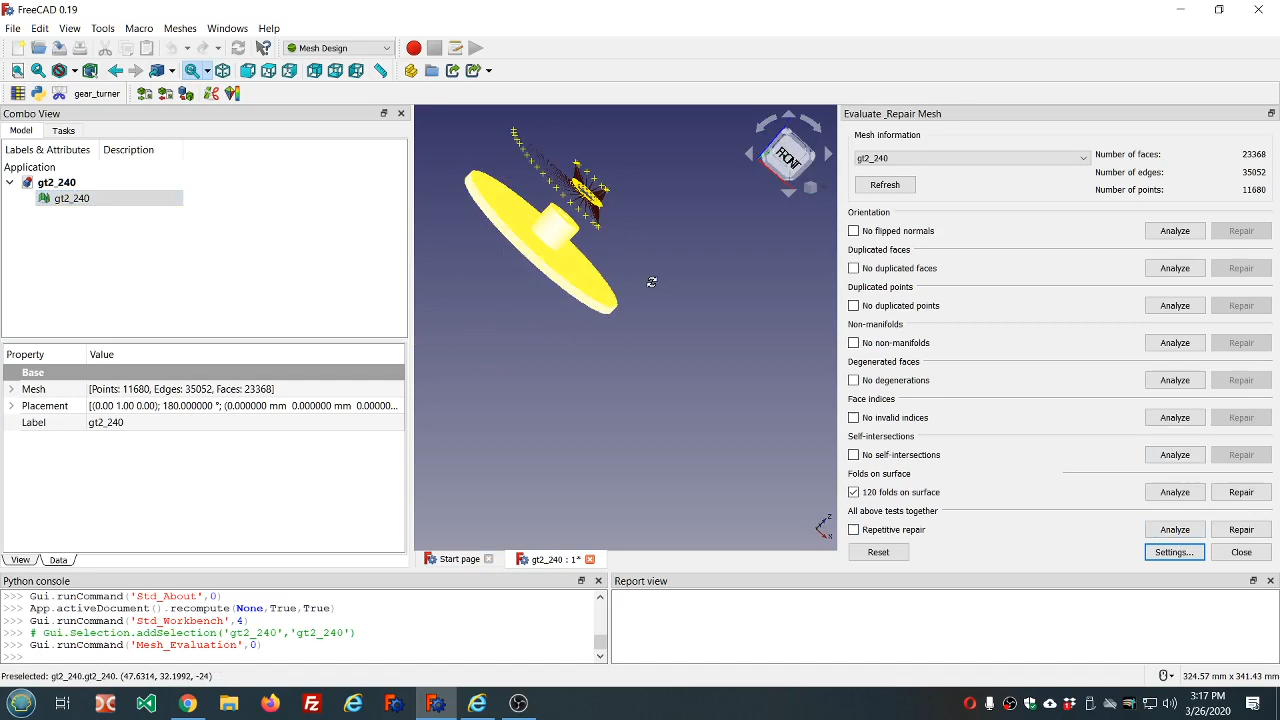 FreeCAD 0.19
File Edit View Tools Macro Meshes Windows Help
Mesh Design
gear_turner
Combo View
Model Tasks
Labels & Attributes Description
Application
gt2_240
gt2_240
Property Value
Base
Mesh [Points: 11680, Edges: 35052, Faces: 23368]
Placement [(0.00 1.00 0.00); 180.000000 °; (0.000000 mm 0.000000 mm 0.00000...
Label gt2_240
View Data
FRONT
Z
X
Start page gt2_240 : 1*
Evaluate _Repair Mesh
Mesh information
gt2_240 Number of faces: 23368
Number of edges: 35052
Refresh Number of points: 11680
Orientation
No flipped normals Analyze Repair
Duplicated faces
No duplicated faces Analyze Repair
Duplicated points
No duplicated points Analyze Repair
Non-manifolds
No non-manifolds Analyze Repair
Degenerated faces
No degenerations Analyze Repair
Face indices
No invalid indices Analyze Repair
Self-intersections
No self-intersections Analyze Repair
Folds on surface
120 folds on surface Analyze Repair
All above tests together
Repetitive repair Analyze Repair
Reset Settings... Close
Python console
>>> Gui.runCommand('Std_About',0)
>>> App.activeDocument().recompute(None,True,True)
>>> Gui.runCommand('Std_Workbench',4)
>>> # Gui.Selection.addSelection('gt2_240','gt2_240')
>>> Gui.runCommand('Mesh_Evaluation',0)
>>>
Report view
Preselected: gt2_240.gt2_240. (47.6314, 32.1992, -24) 324.57 mm x 341.43 mm
3:17 PM
3/26/2020